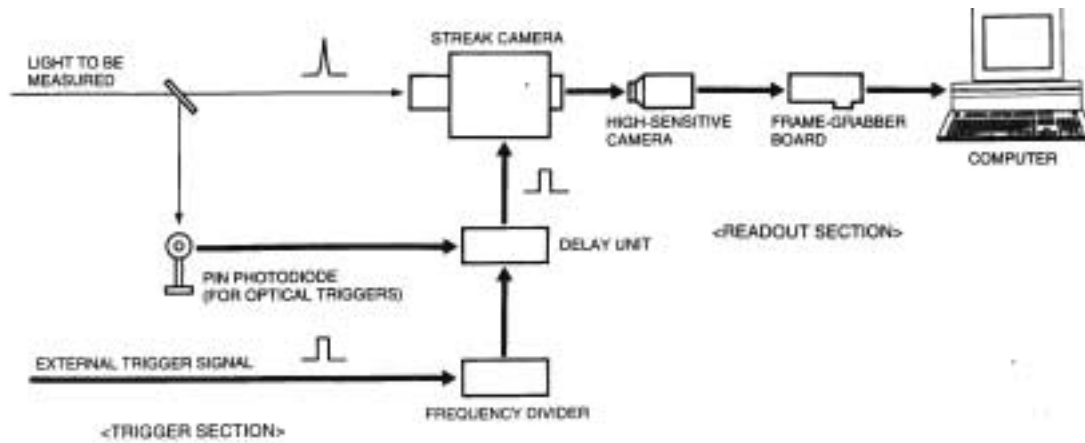 STREAK CAMERA
LIGHT TO BE
MEASURED
HIGH-SENSITIVE
CAMERA
FRAME-GRABBER
BOARD
COMPUTER
<READOUT SECTION>
DELAY UNIT
PIN PHOTODIODE
(FOR OPTICAL TRIGGERS)
EXTERNAL TRIGGER SIGNAL
FREQUENCY DIVIDER
<TRIGGER SECTION>